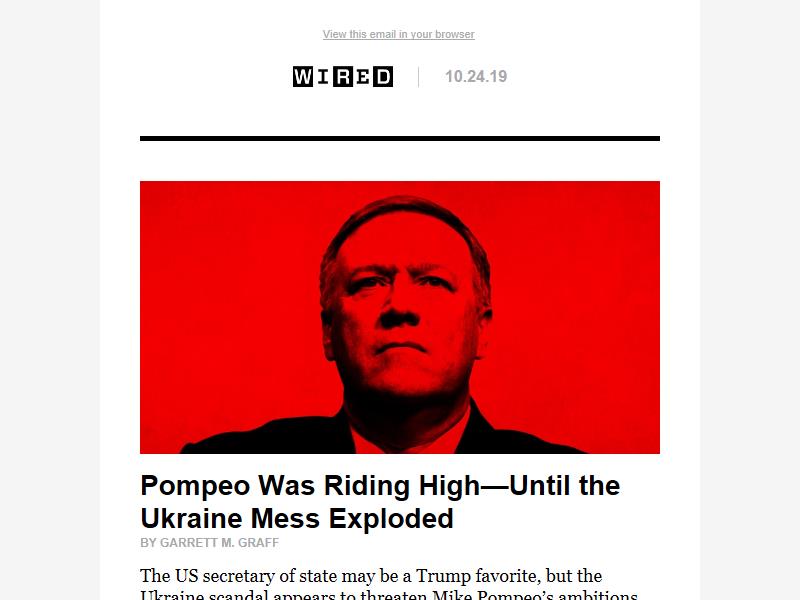 View this email in your browser
WIRED
10.24.19
Pompeo Was Riding High—Until the
Ukraine Mess Exploded
BY GARRETT M. GRAFF
The US secretary of state may be a Trump favorite, but the
Ukraine scandal appears to threaten Mike Pompeo’s ambitions